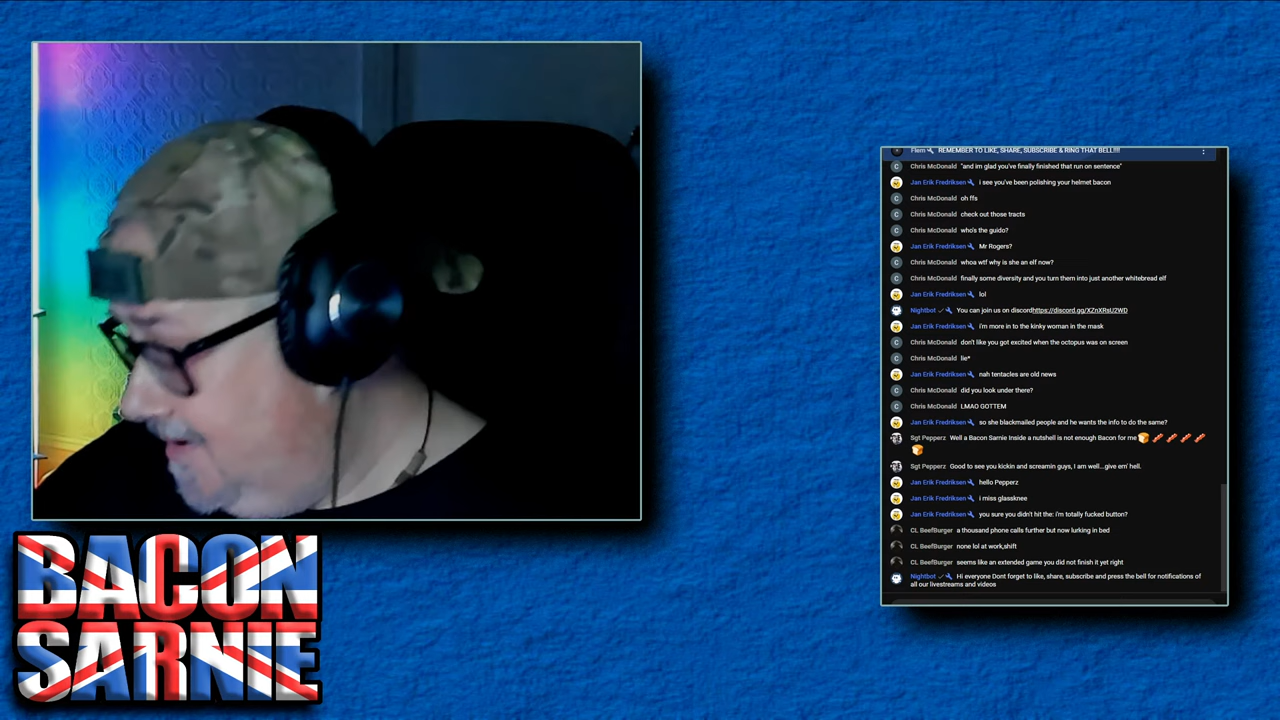 Fiern REMEMBER TO LIKE, SHARE, SUBSCRIBE & RING THAT BELL!!!!
Chris McDonald "and im glad you've finally finished that run on sentence"
Jan Erik Fredriksen i see you've been polishing your helmet bacon
Chris McDonald oh ffs
Chris McDonald check out those tracts
Chris McDonald who's the guido?
Jan Erik Fredriksen Mr Rogers?
Chris McDonald whoa wtf why is she an elf now?
Chris McDonald finally some diversity and you turn them into just another whitebread elf
Jan Erik Fredriksen lol
Nightbot You can join us on discordhttps://discord.gg/XZnXRsU2WD
Jan Erik Fredriksen i'm more in to the kinky woman in the mask
Chris McDonald don't like you got excited when the octopus was on screen
Chris McDonald lie*
Jan Erik Fredriksen nah tentacles are old news
Chris McDonald did you look under there?
Chris McDonald LMAO GOTTEM
Jan Erik Fredriksen so she blackmailed people and he wants the info to do the same?
Sgt Pepperz Well a Bacon Sarnie Inside a nutshell is not enough Bacon for me 🍞 🥓 🥓 🥓 🥓
🍞
Sgt Pepperz Good to see you kickin and screamin guys, I am well...give em' hell.
Jan Erik Fredriksen hello Pepperz
Jan Erik Fredriksen i miss glassknee
Jan Erik Fredriksen you sure you didn't hit the: i'm totally fucked button?
CL BeefBurger a thousand phone calls further but now lurking in bed
CL BeefBurger none lol at work,shift
CL BeefBurger seems like an extended game you did not finish it yet right
Nightbot Hi everyone Dont forget to like, share, subscribe and press the bell for notifications of
all our livestreams and videos
BACON
SARNIE